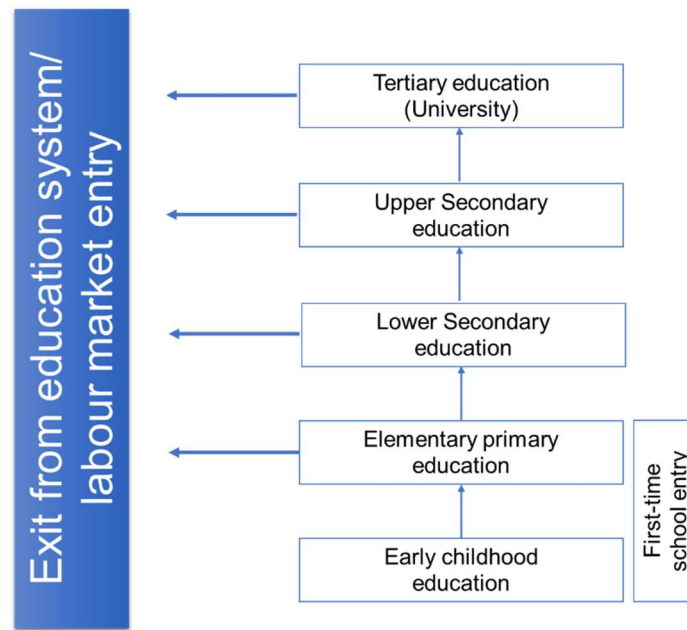 Exit from education system/
labour market entry
Tertiary education
(University)
Upper Secondary
education
Lower Secondary
education
Elementary primary
education
Early childhood
education
First-time
school entry